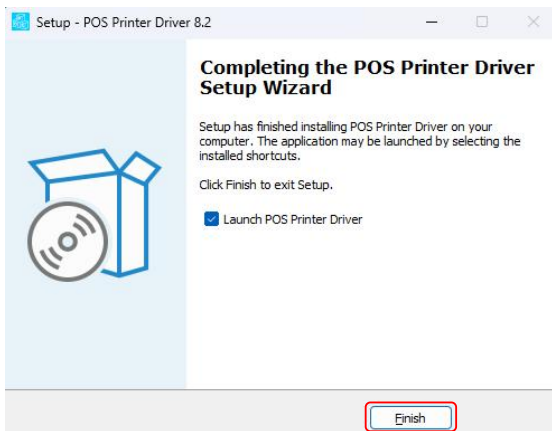 Setup - POS Printer Driver 8.2
Completing the POS Printer Driver
Setup Wizard
Setup has finished installing POS Printer Driver on your
computer. The application may be launched by selecting the
installed shortcuts.
Click Finish to exit Setup.
Launch POS Printer Driver
Finish